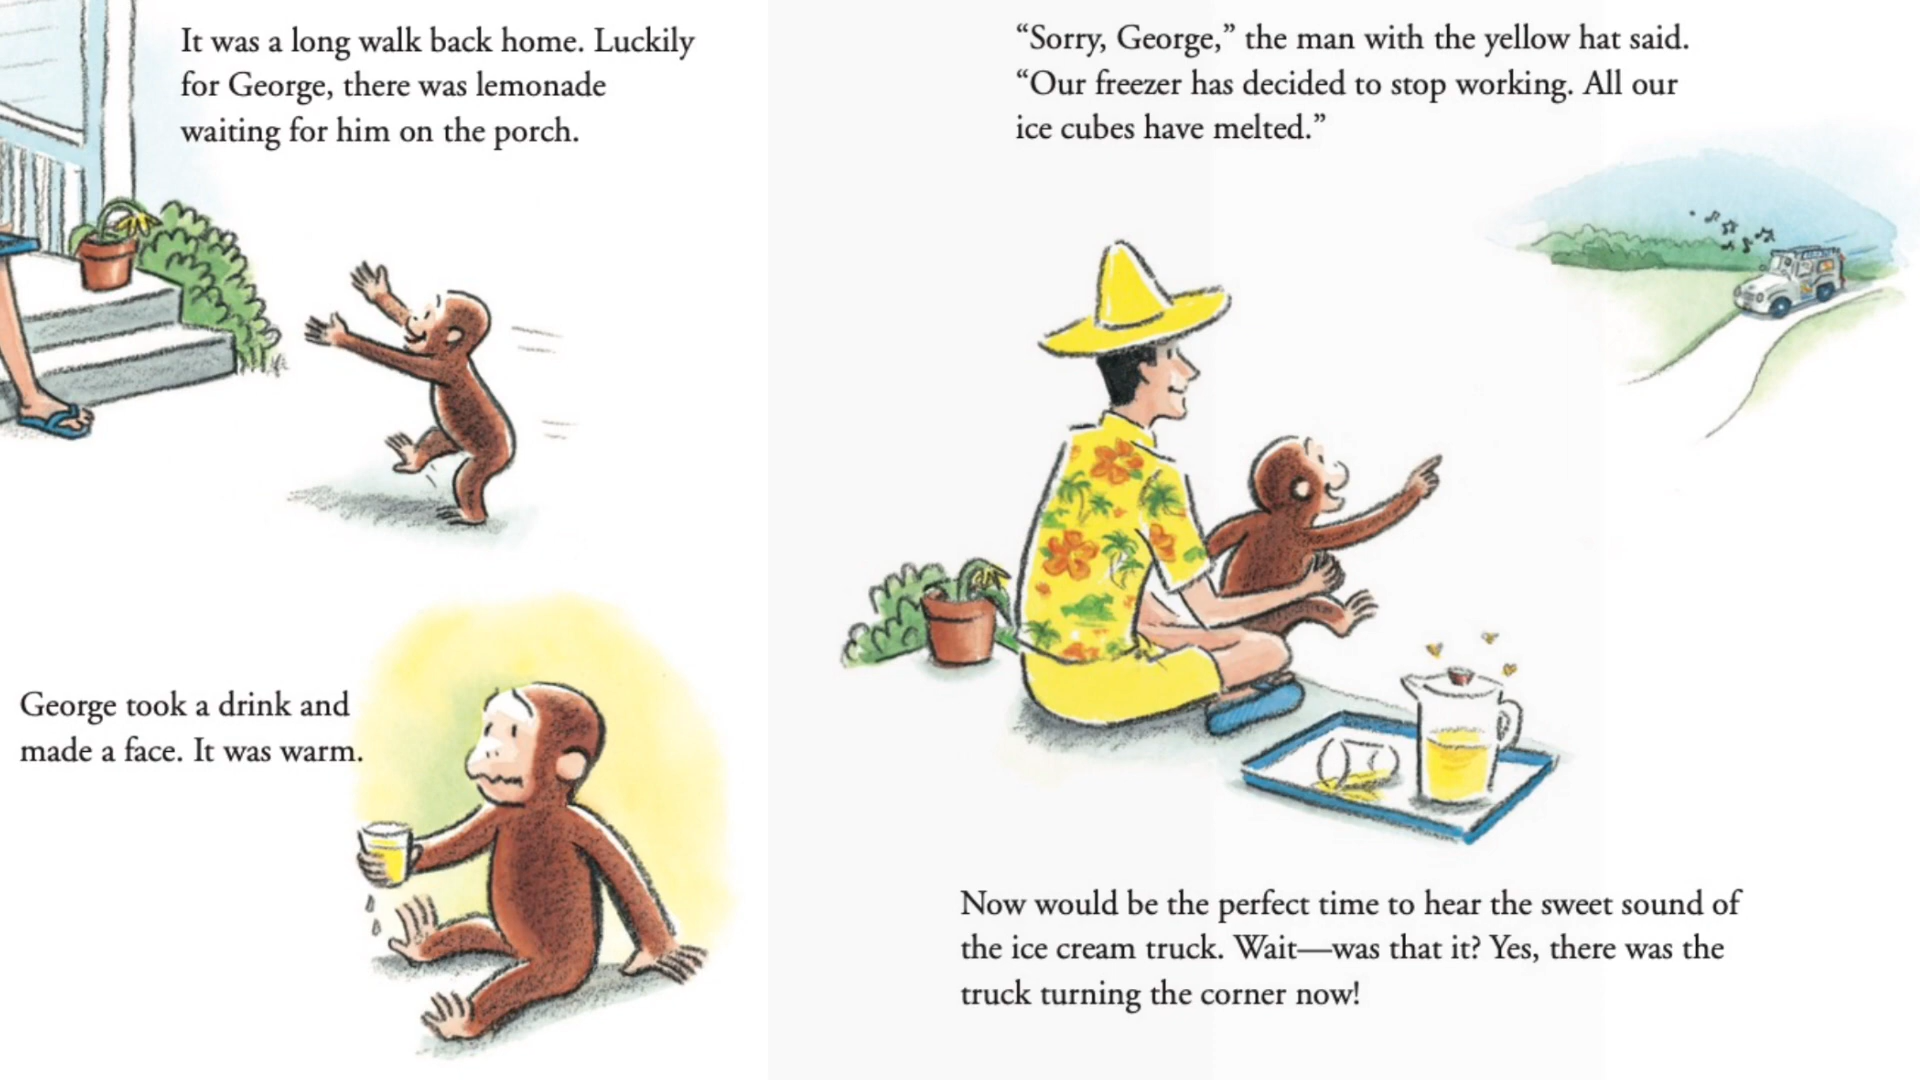 It was a long walk back home. Luckily
for George, there was lemonade
waiting for him on the porch.
George took a drink and
made a face. It was warm.
“Sorry, George,” the man with the yellow hat said.
“Our freezer has decided to stop working. All our
ice cubes have melted.”
Now would be the perfect time to hear the sweet sound of
the ice cream truck. Wait—was that it? Yes, there was the
truck turning the corner now!